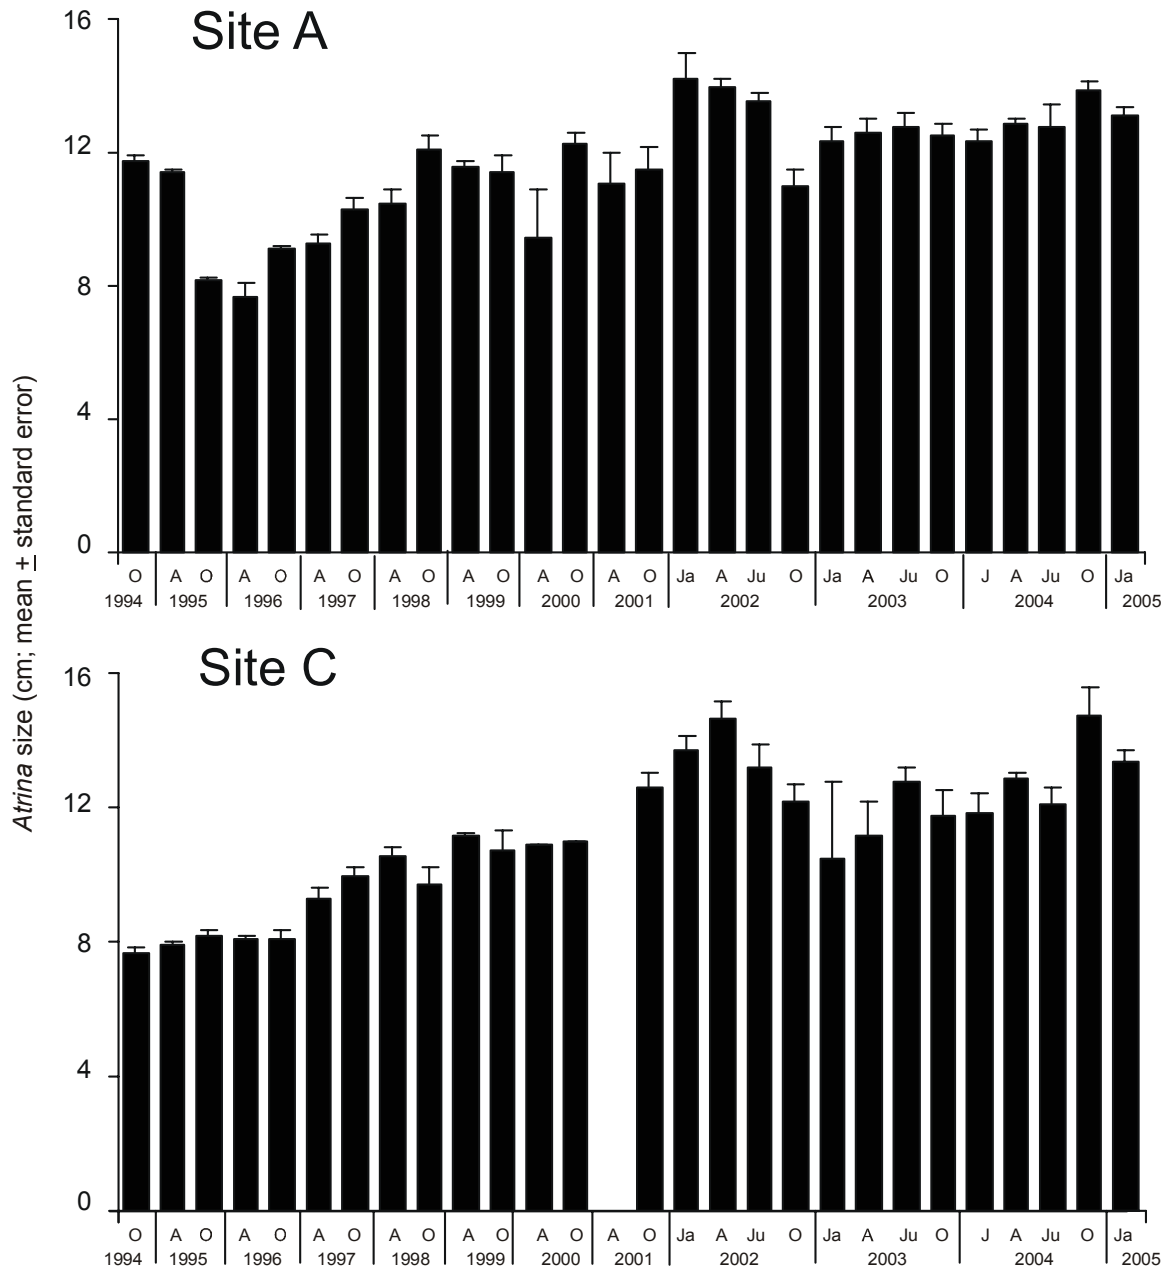 Site A
16
12
8
4
0
O A O A O A O A O A O A O A O Ja A Ju O Ja A Ju O J A Ju O Ja
1994 1995 1996 1997 1998 1999 2000 2001 2002 2003 2004 2005
Atrina size (cm; mean ± standard error)
Site C
16
12
8
4
0
O A O A O A O A O A O A O A O Ja A Ju O Ja A Ju O J A Ju O Ja
1994 1995 1996 1997 1998 1999 2000 2001 2002 2003 2004 2005